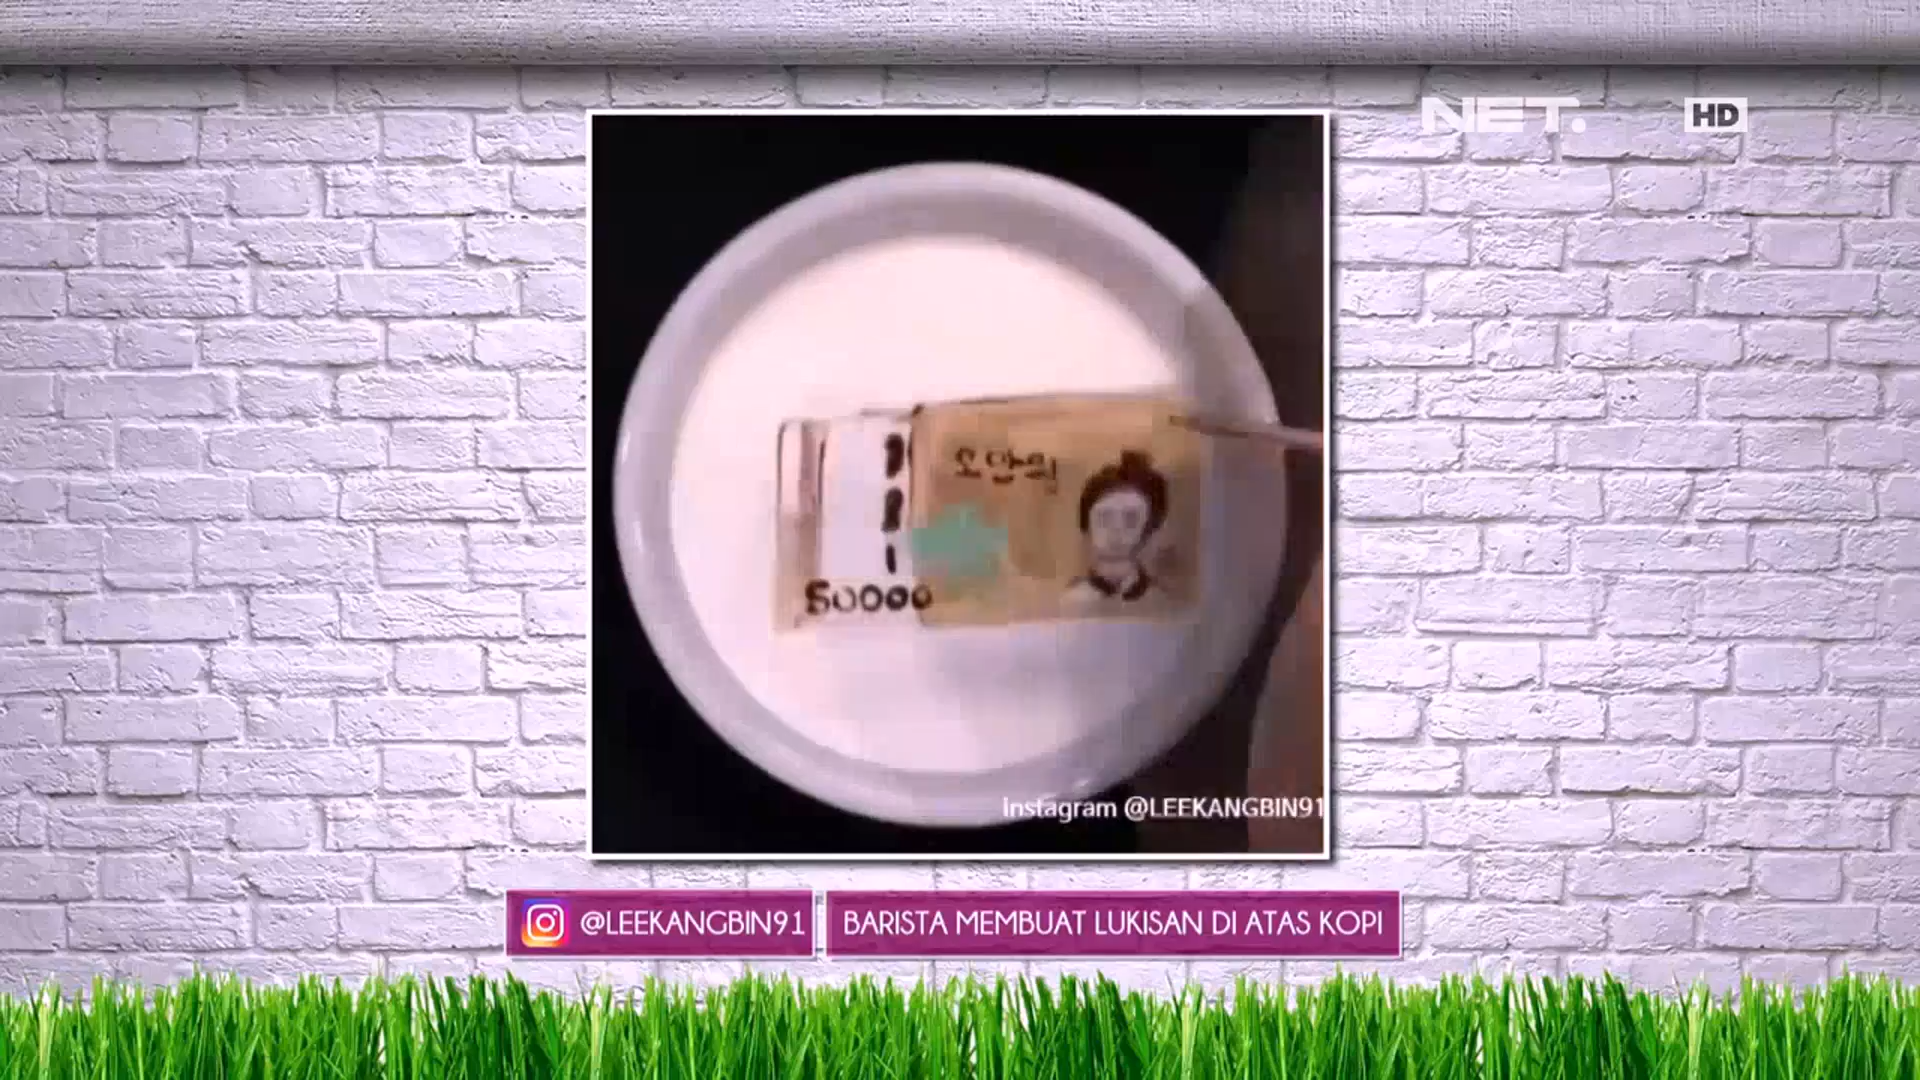 NET.
HD
오만원
50000
Instagram @LEEKANGBIN91
@LEEKANGBIN91
BARISTA MEMBUAT LUKISAN DI ATAS KOPI